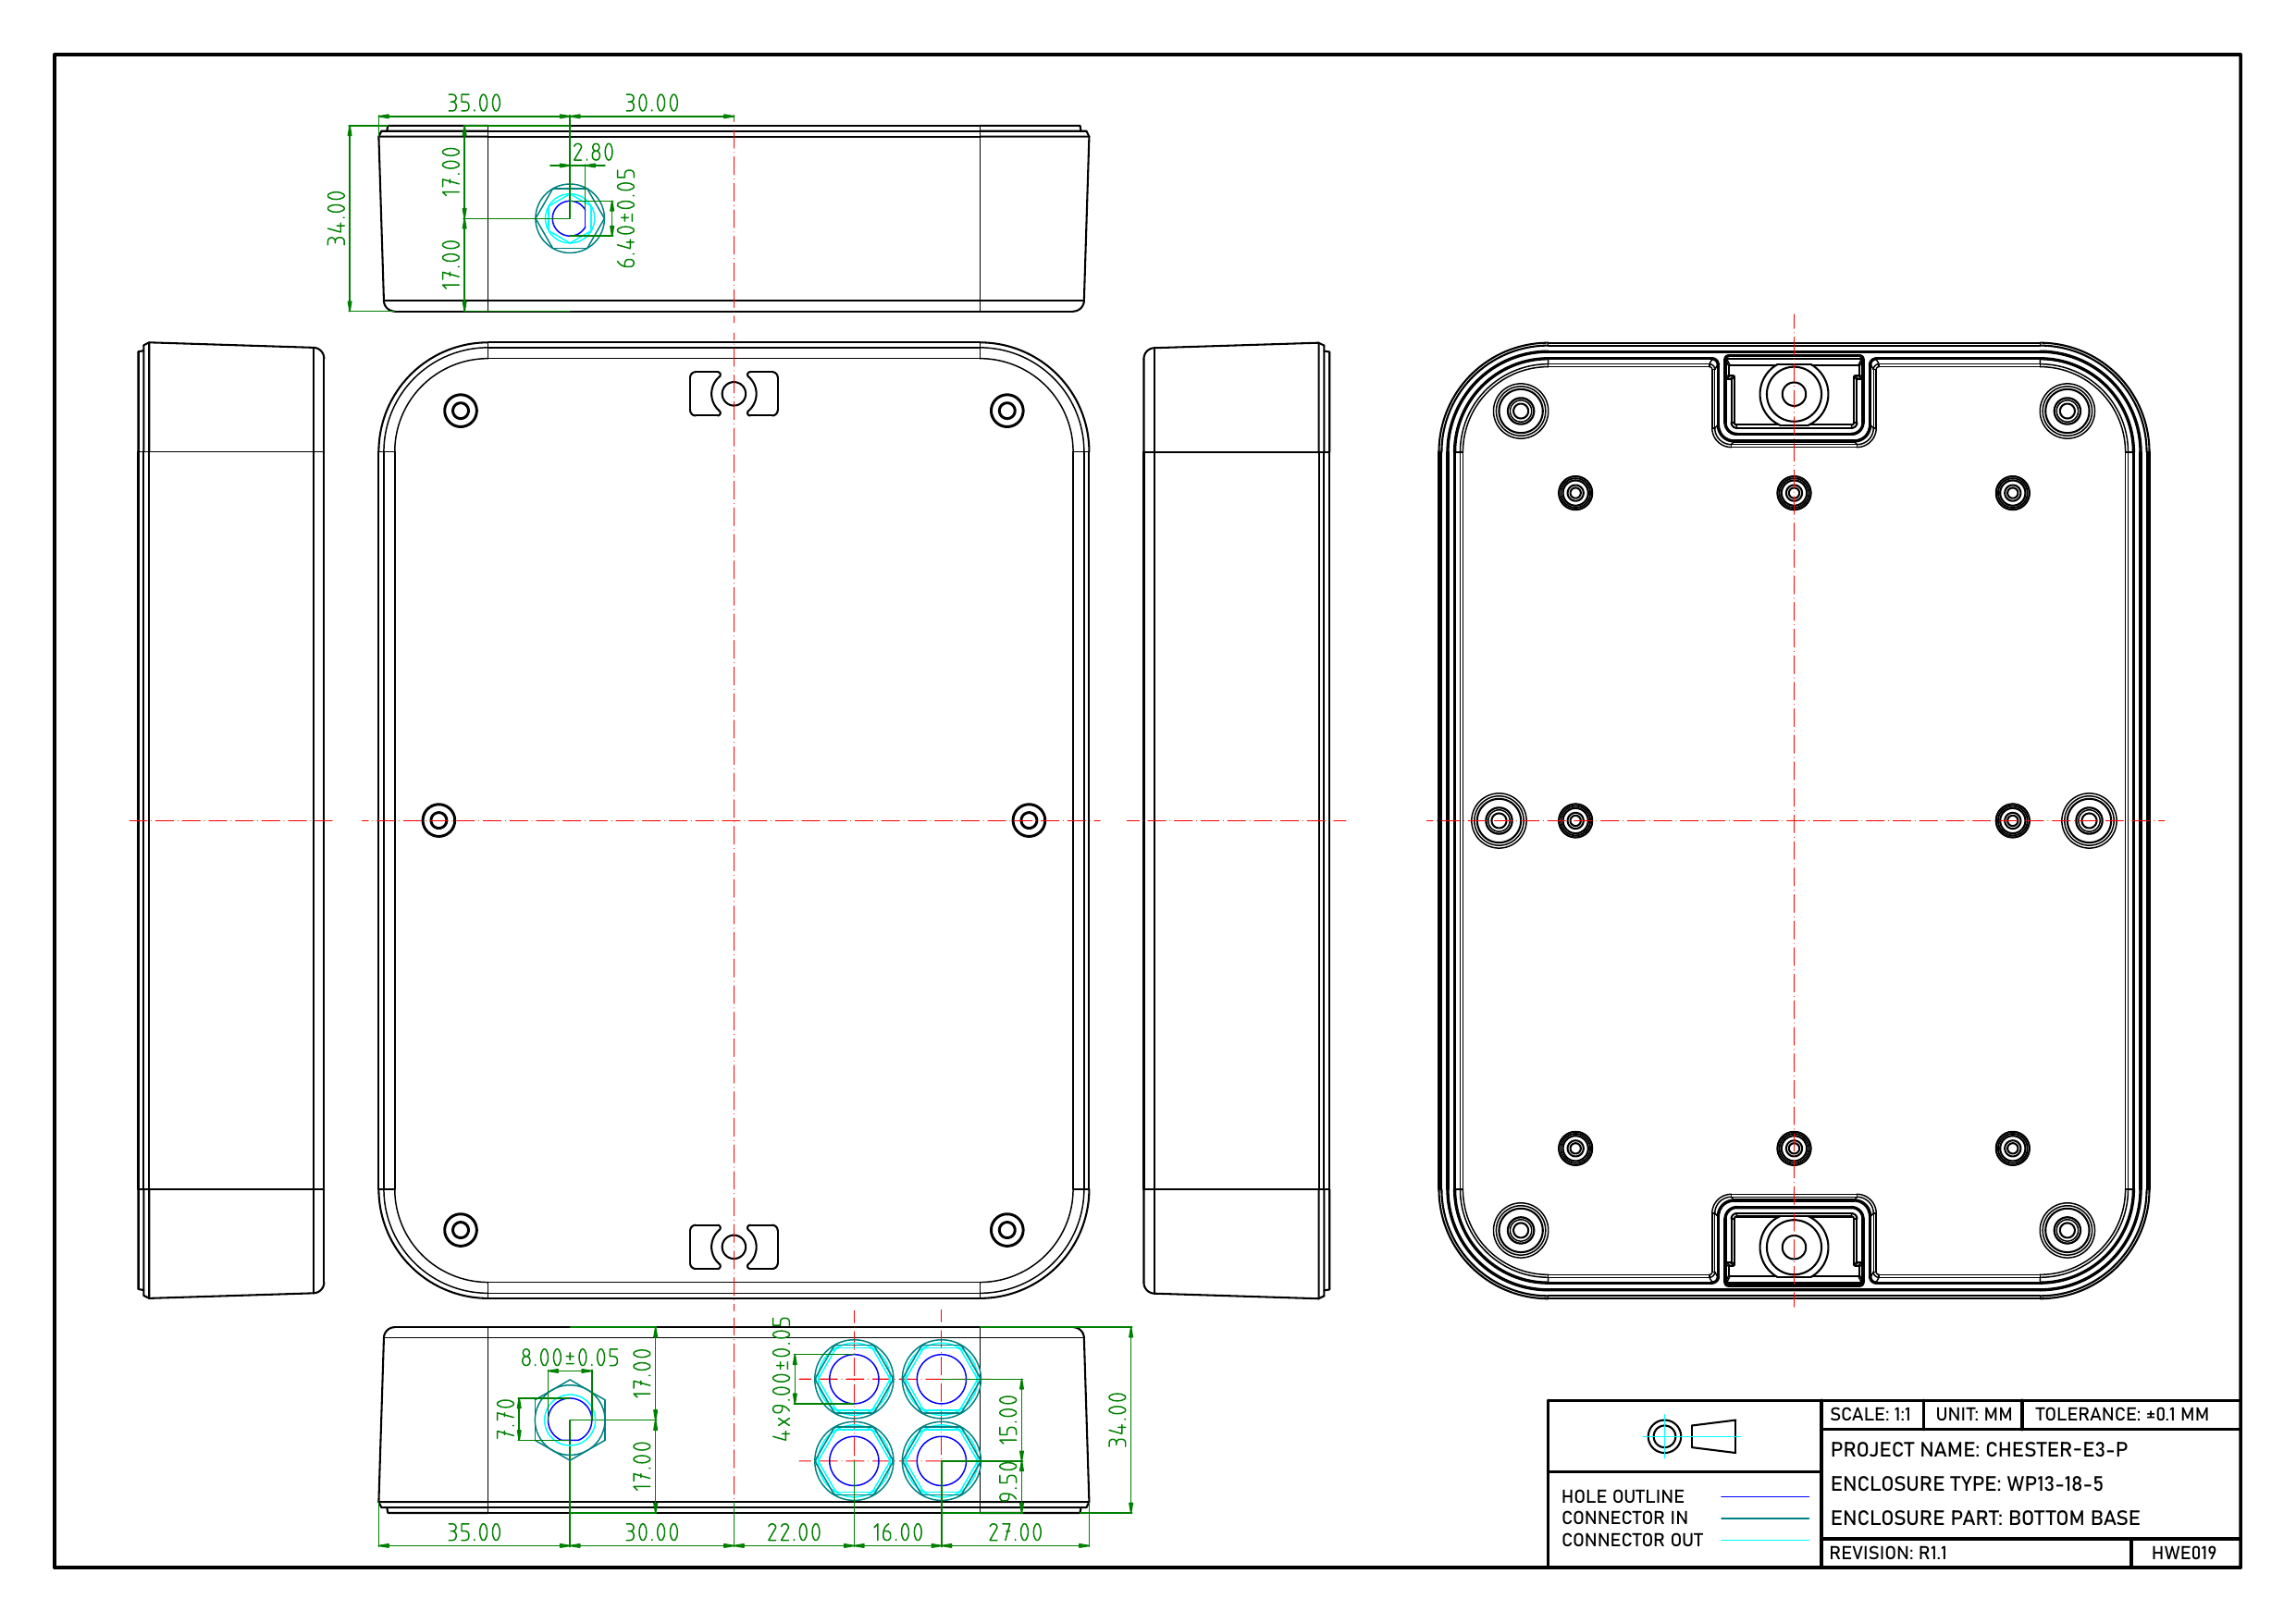 35.00
30.00
2.80
17.00
6.40±0.05
34.00
17.00
4x9.00±0.05
8.00±0.05
17.00
7.70
15.00
34.00
17.00
9.50
35.00
30.00
22.00
16.00
27.00
SCALE: 1:1
UNIT: MM
TOLERANCE: ±0.1 MM
PROJECT NAME: CHESTER-E3-P
ENCLOSURE TYPE: WP13-18-5
ENCLOSURE PART: BOTTOM BASE
HOLE OUTLINE
CONNECTOR IN
CONNECTOR OUT
REVISION: R1.1
HWE019